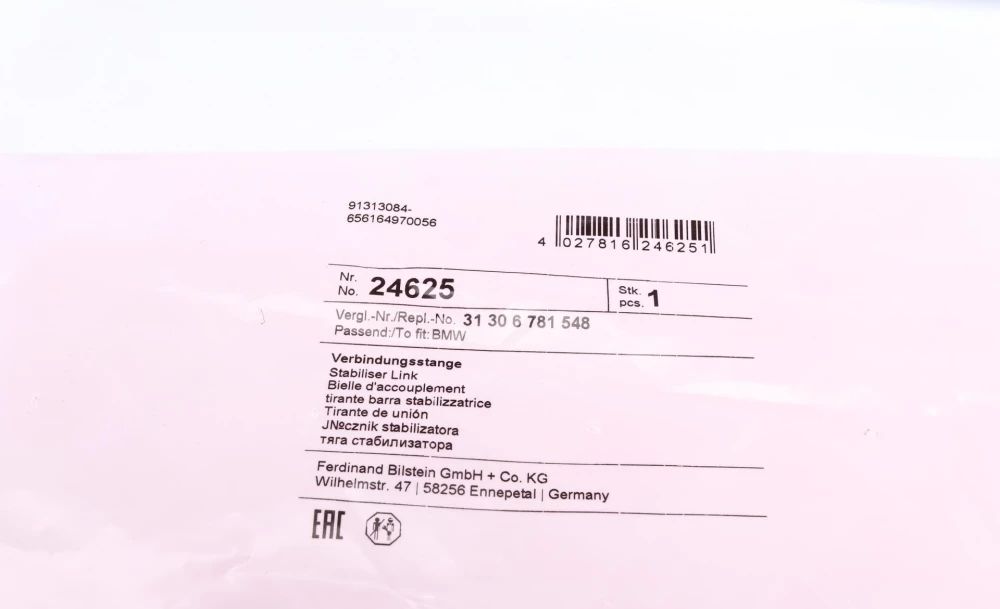 91313084-
656164970056
4 027816 246251
Nr.
No. 24625
Stk.
pcs. 1
Vergl.-Nr./Repl.-No. 31 30 6 781 548
Passend:/To fit: BMW
Verbindungsstange
Stabiliser Link
Bielle d'accouplement
tirante barra stabilizzatrice
Tirante de unión
J№cznik stabilizatora
тяга стабилизатора
Ferdinand Bilstein GmbH + Co. KG
Wilhelmstr. 47 | 58256 Ennepetal | Germany
EAC